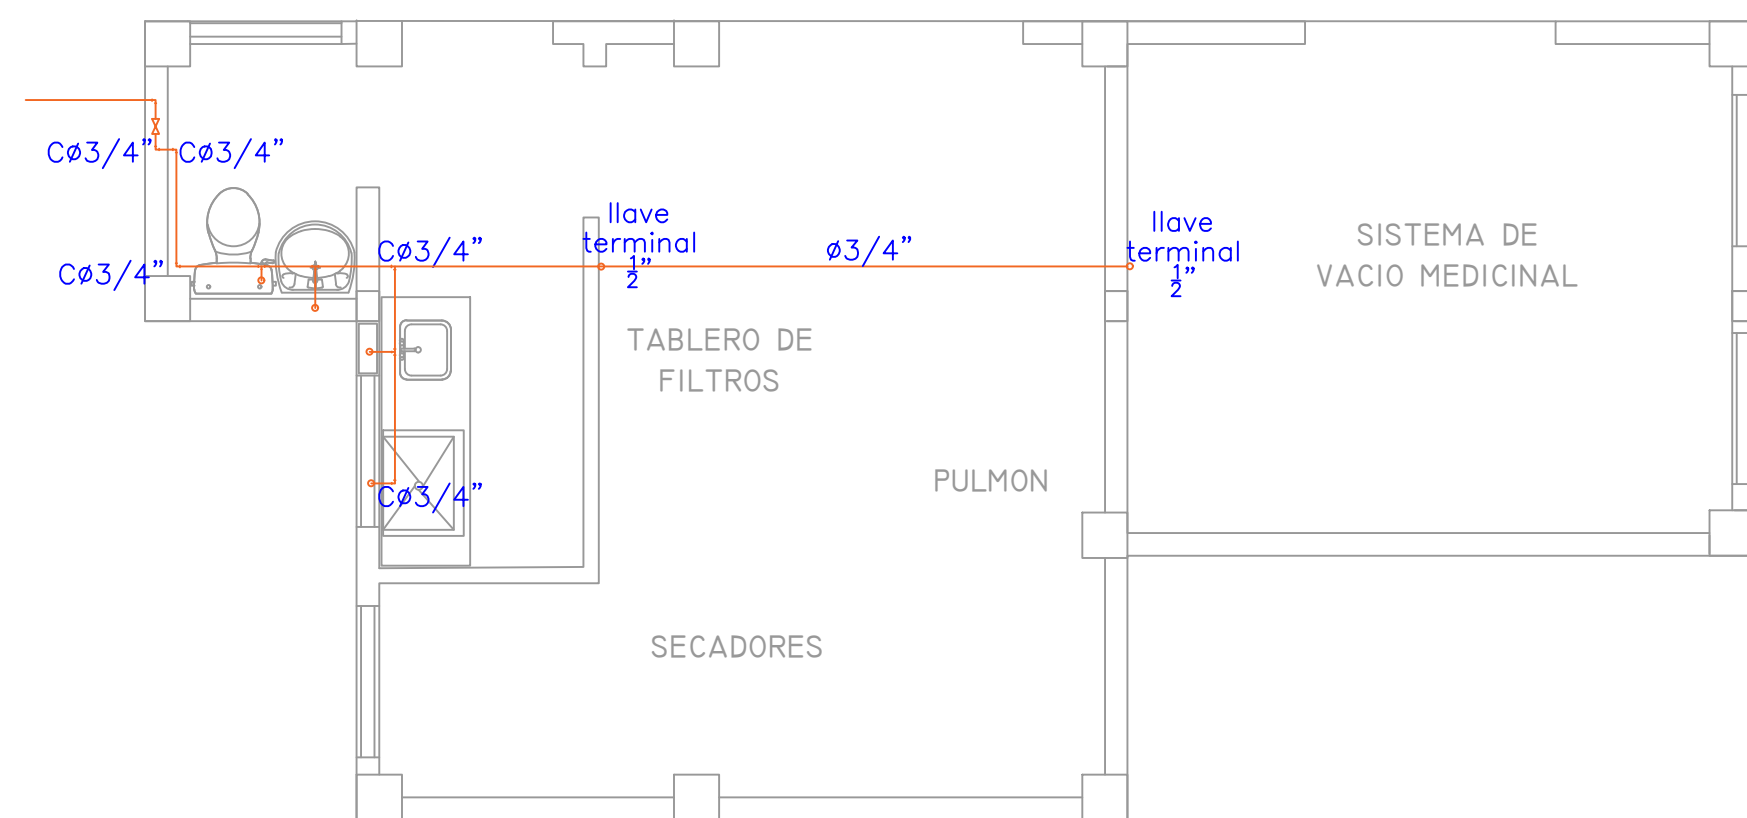 Cø3/4”
Cø3/4”
Cø3/4”
Cø3/4”
llave
terminal
1/2”
ø3/4”
llave
terminal
1/2”
SISTEMA DE
VACIO MEDICINAL
TABLERO DE
FILTROS
PULMON
Cø3/4”
SECADORES